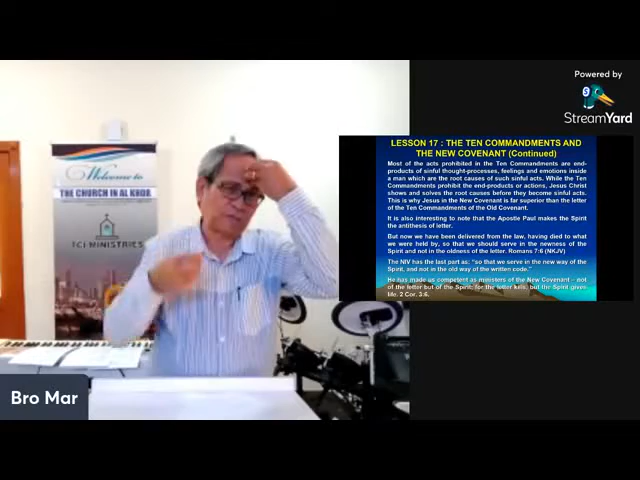 Powered by
StreamYard
LESSON 17 : THE TEN COMMANDMENTS AND
THE NEW COVENANT (Continued)
Most of the acts prohibited in the Ten Commandments are end-
products of sinful thought-processes, feelings and emotions inside
a man which are the root causes of such sinful acts. While the Ten
Commandments prohibit the end-products or actions, Jesus Christ
shows and solves the root causes before they become sinful acts.
This is why Jesus in the New Covenant is far superior than the letter
of the Ten Commandments of the Old Covenant.
It is also interesting to note that the Apostle Paul makes the Spirit
the antithesis of letter.
But now we have been delivered from the law, having died to what
we were held by, so that we should serve in the newness of the
Spirit and not in the oldness of the letter. Romans 7:6 (NKJV)
The NIV has the last part as; “so that we serve in the new way of the
Spirit, and not in the old way of the written code.”
He has made us competent as ministers of the New Covenant – not
of the letter but of the Spirit; for the letter kills, but the Spirit gives
life. 2 Cor. 3:6.
Welcome to
THE CHURCH IN AL KHOR
TCI-MINISTRIES
Bro Mar